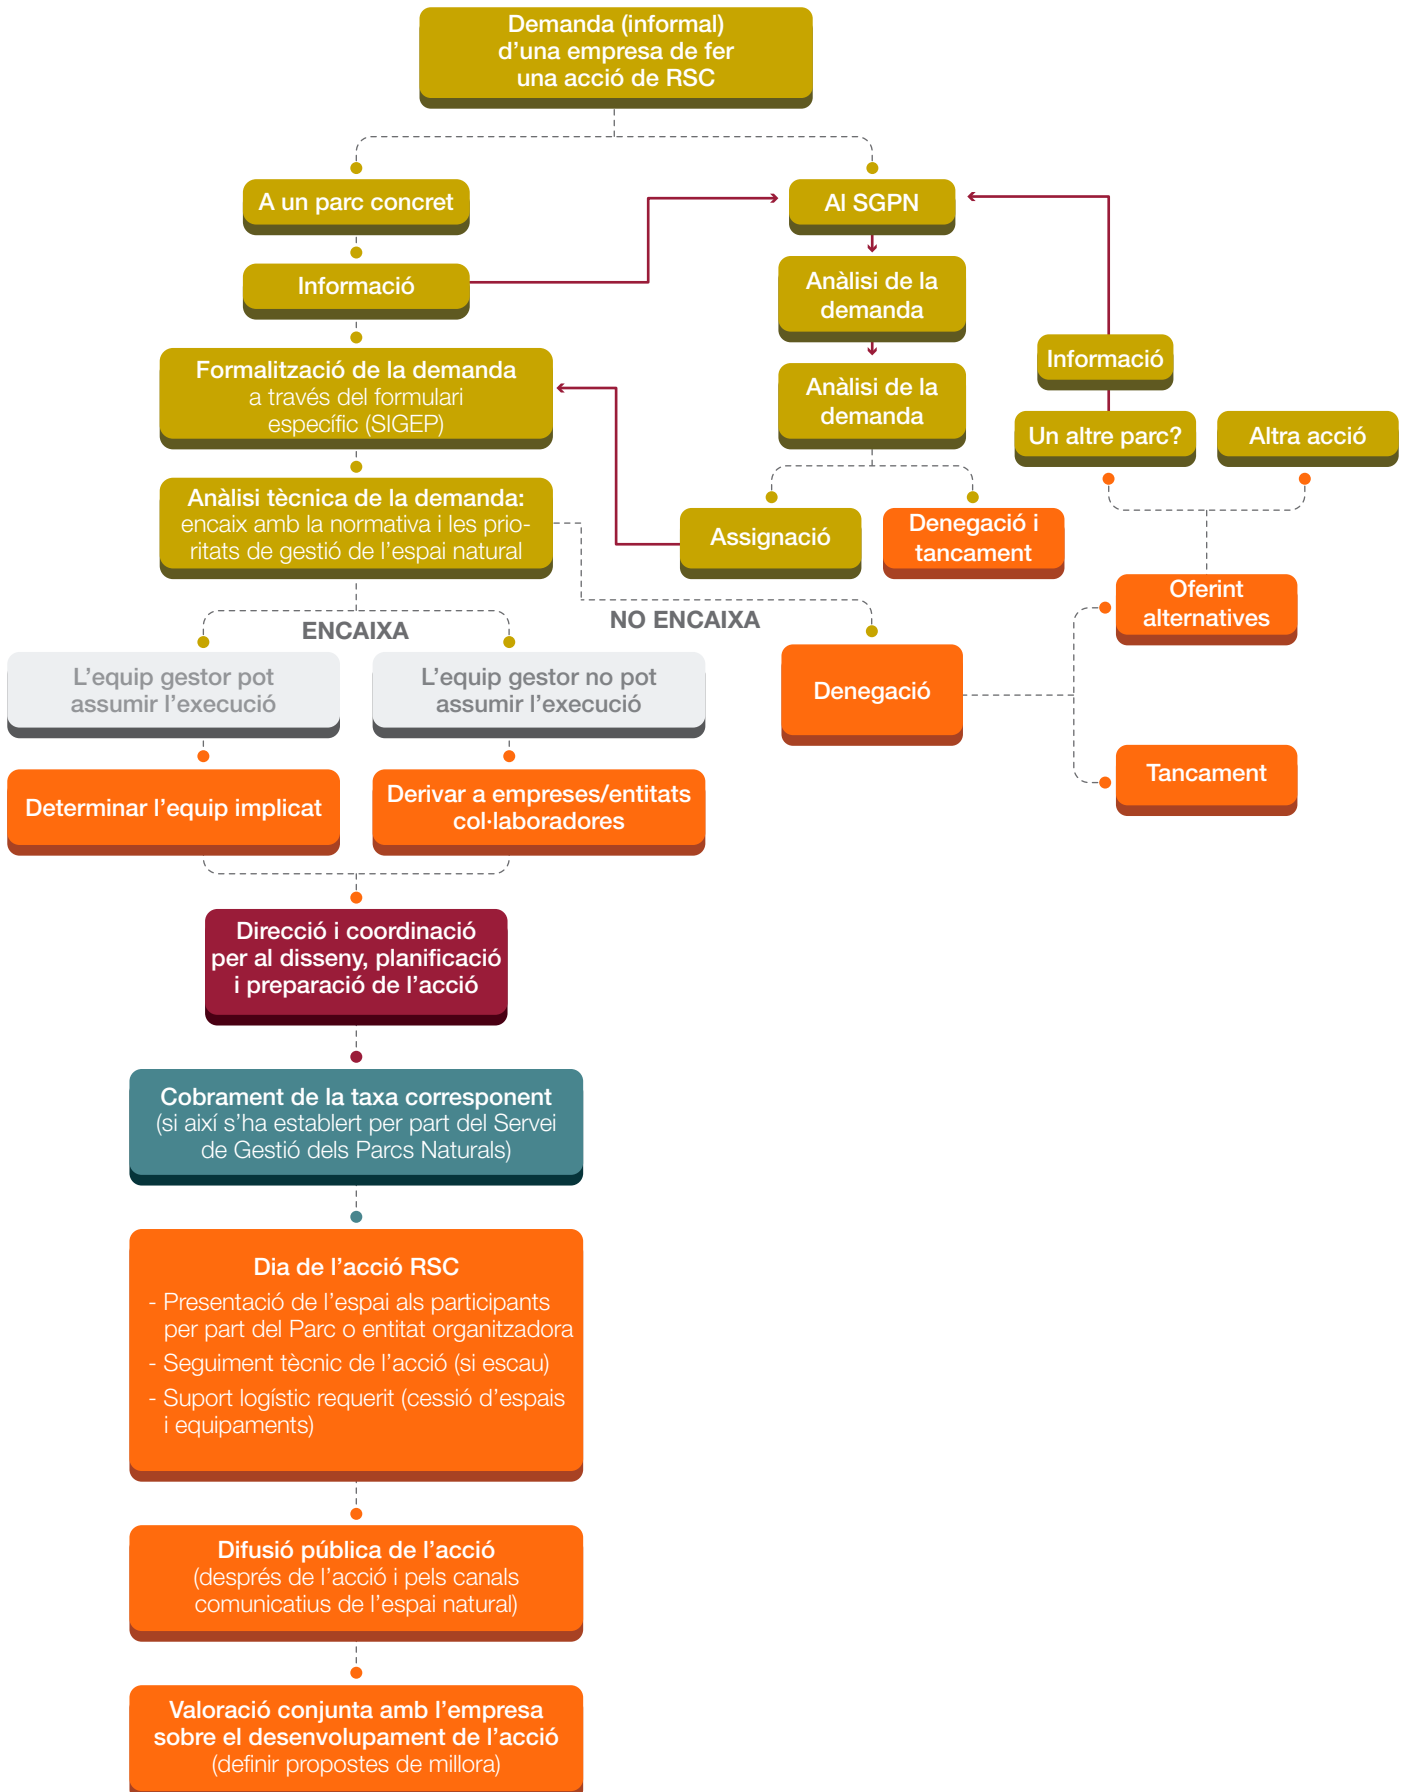 Demanda (informal)
d’una empresa de fer
una acció de RSC
A un parc concret
Al SGPN
Informació
Anàlisi de la
demanda
Informació
Formalització de la demanda
a través del formulari
específic (SIGEP)
Anàlisi de la
demanda
Un altre parc?
Altra acció
Anàlisi tècnica de la demanda:
encaix amb la normativa i les prio-
ritats de gestió de l’espai natural
Assignació
Denegació i
tancament
Oferint
alternatives
ENCAIXA
NO ENCAIXA
L’equip gestor pot
assumir l’execució
L’equip gestor no pot
assumir l’execució
Denegació
Tancament
Determinar l’equip implicat
Derivar a empreses/entitats
col·laboradores
Direcció i coordinació
per al disseny, planificació
i preparació de l’acció
Cobrament de la taxa corresponent
(si així s’ha establert per part del Servei
de Gestió dels Parcs Naturals)
Dia de l’acció RSC
- Presentació de l’espai als participants
per part del Parc o entitat organitzadora
- Seguiment tècnic de l’acció (si escau)
- Suport logístic requerit (cessió d’espais
i equipaments)
Difusió pública de l’acció
(després de l’acció i pels canals
comunicatius de l’espai natural)
Valoració conjunta amb l’empresa
sobre el desenvolupament de l’acció
(definir propostes de millora)